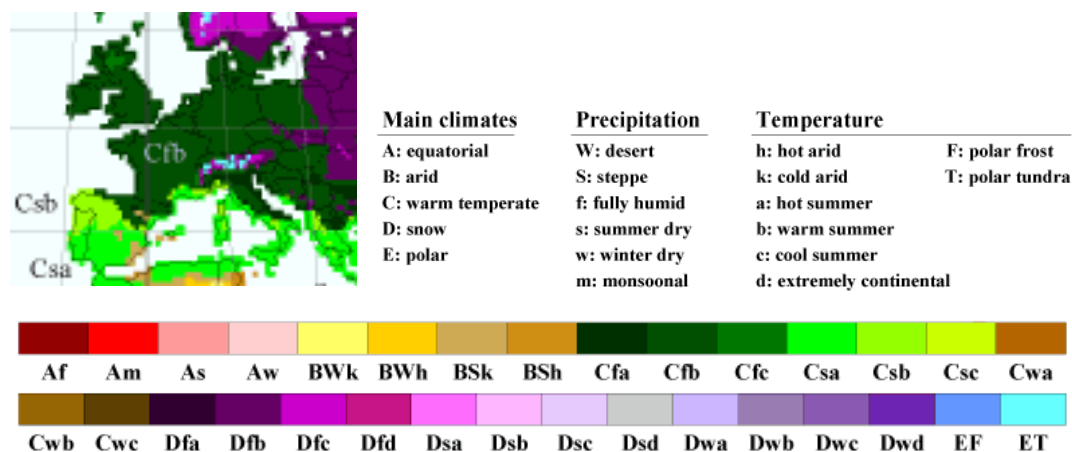 Cfb
Csb
Csa
Main climates
A: equatorial
B: arid
C: warm temperate
D: snow
E: polar
Precipitation
W: desert
S: steppe
f: fully humid
s: summer dry
w: winter dry
m: monsoonal
Temperature
h: hot arid
k: cold arid
a: hot summer
b: warm summer
c: cool summer
d: extremely continental
F: polar frost
T: polar tundra
Af Am As Aw BWk BWh BSk BSh Cfa Cfb Cfc Csa Csb Csc Cwa
Cwb Cwc Dfa Dfb Dfc Dfd Dsa Dsb Dsc Dsd Dwa Dwb Dwc Dwd EF ET